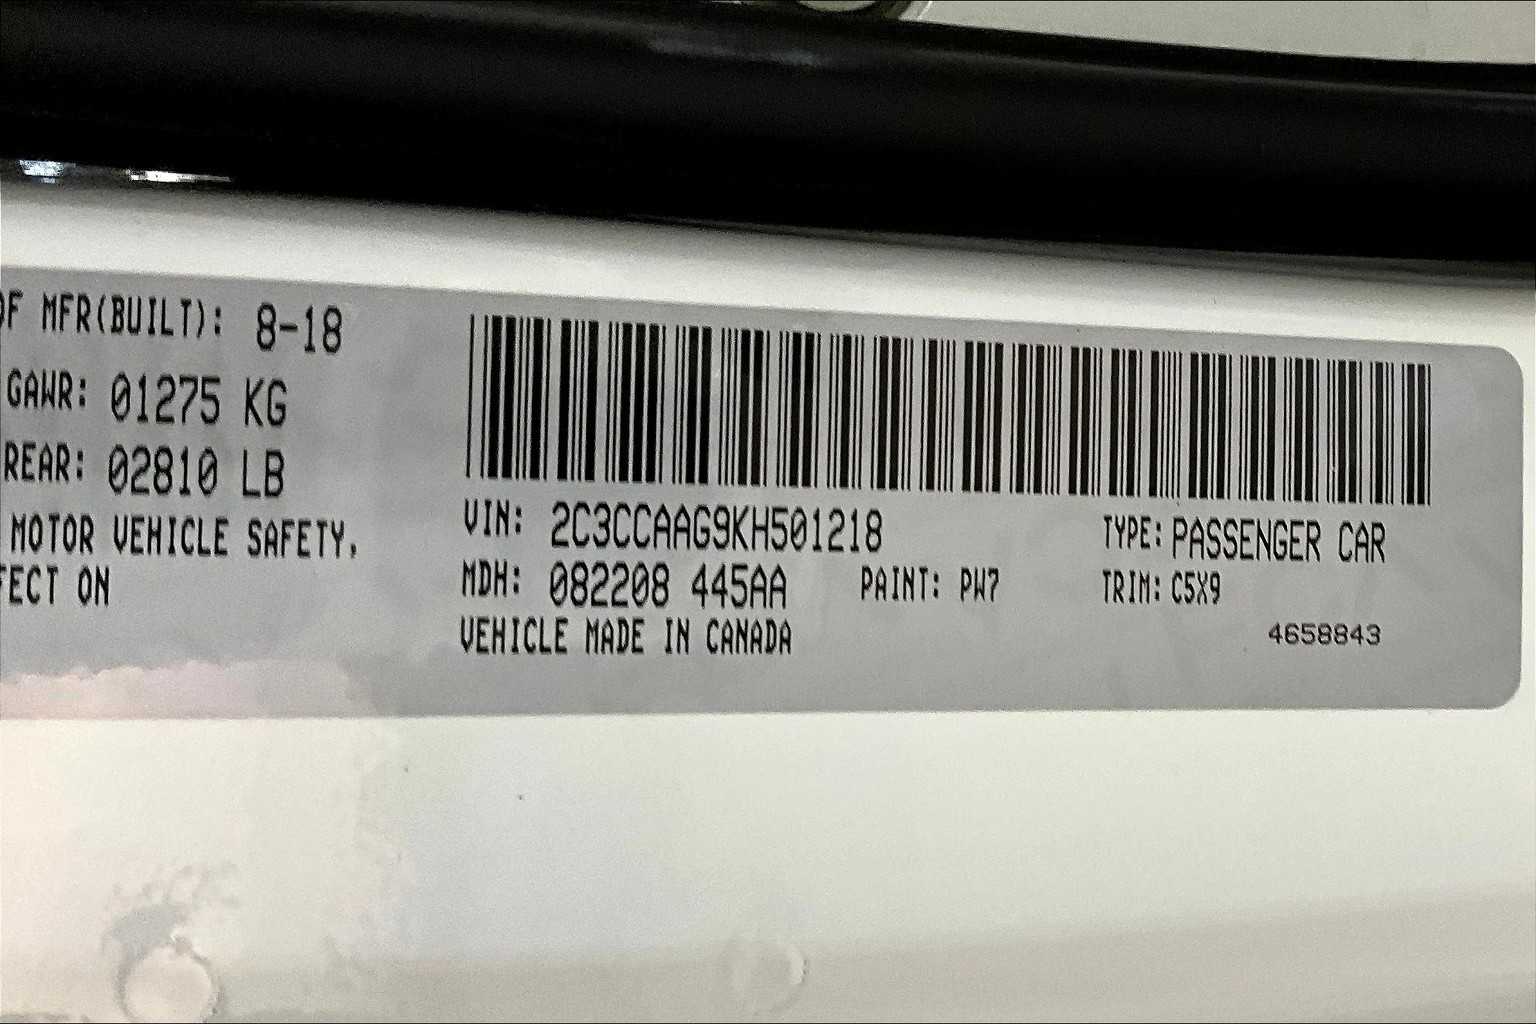 OF MFR(BUILT): 8-18
GAWR: 01275 KG
REAR: 02810 LB
MOTOR VEHICLE SAFETY,
FECT ON
VIN: 2C3CCAAG9KH501218
TYPE: PASSENGER CAR
MDH: 082208 445AA
PAINT: PW7
TRIM: C5X9
VEHICLE MADE IN CANADA
4658843